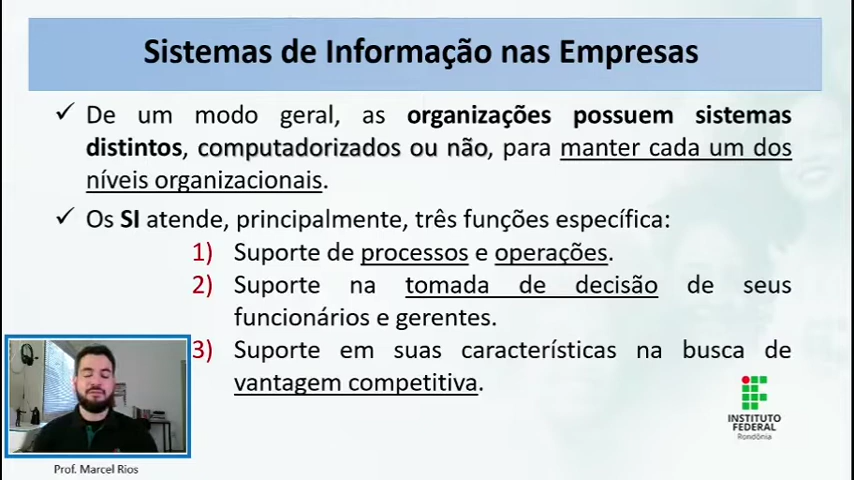 Sistemas de Informação nas Empresas
✓ De um modo geral, as organizações possuem sistemas
distintos, computadorizados ou não, para manter cada um dos
níveis organizacionais.
✓ Os SI atende, principalmente, três funções específica:
1) Suporte de processos e operações.
2) Suporte na tomada de decisão de seus
funcionários e gerentes.
3) Suporte em suas características na busca de
vantagem competitiva.
INSTITUTO
FEDERAL
Rondônia
Prof. Marcel Rios